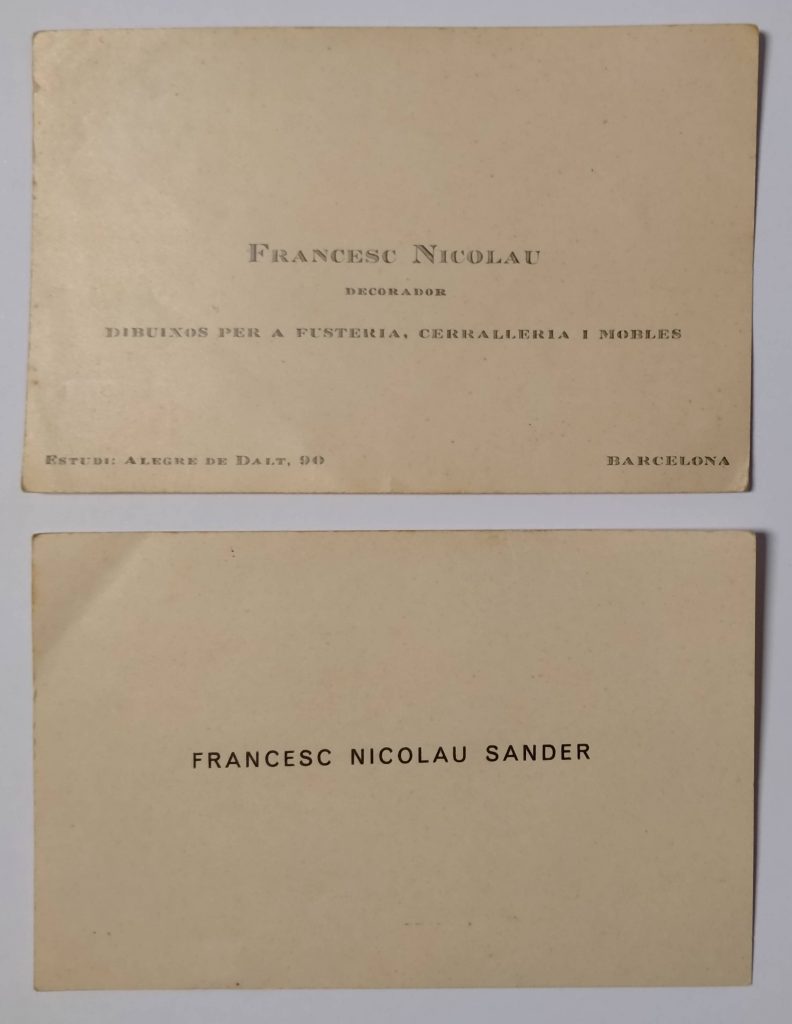 Francesc Nicolau
DECORADOR
DIBUIXOS PER A FUSTERIA, CERRALLERIA I MOBLES
Estudi: Alegre de Dalt, 90
BARCELONA
FRANCESC NICOLAU SANDER